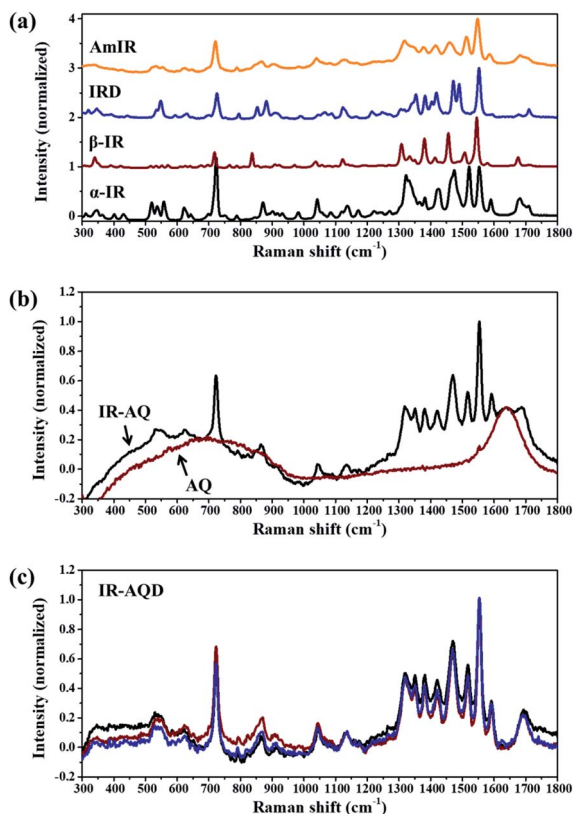 (a)
4
3
2
1
0
Intensity (normalized)
AmIR
IRD
β-IR
α-IR
300 400 500 600 700 800 900 1000 1100 1200 1300 1400 1500 1600 1700 1800
Raman shift (cm-1)
(b)
1.2
1.0
0.8
0.6
0.4
0.2
0.0
-0.2
Intensity (normalized)
IR-AQ
AQ
300 400 500 600 700 800 900 1000 1100 1200 1300 1400 1500 1600 1700 1800
Raman shift (cm-1)
(c)
1.2
1.0
0.8
0.6
0.4
0.2
0.0
-0.2
Intensity (normalized)
IR-AQD
300 400 500 600 700 800 900 1000 1100 1200 1300 1400 1500 1600 1700 1800
Raman shift (cm-1)